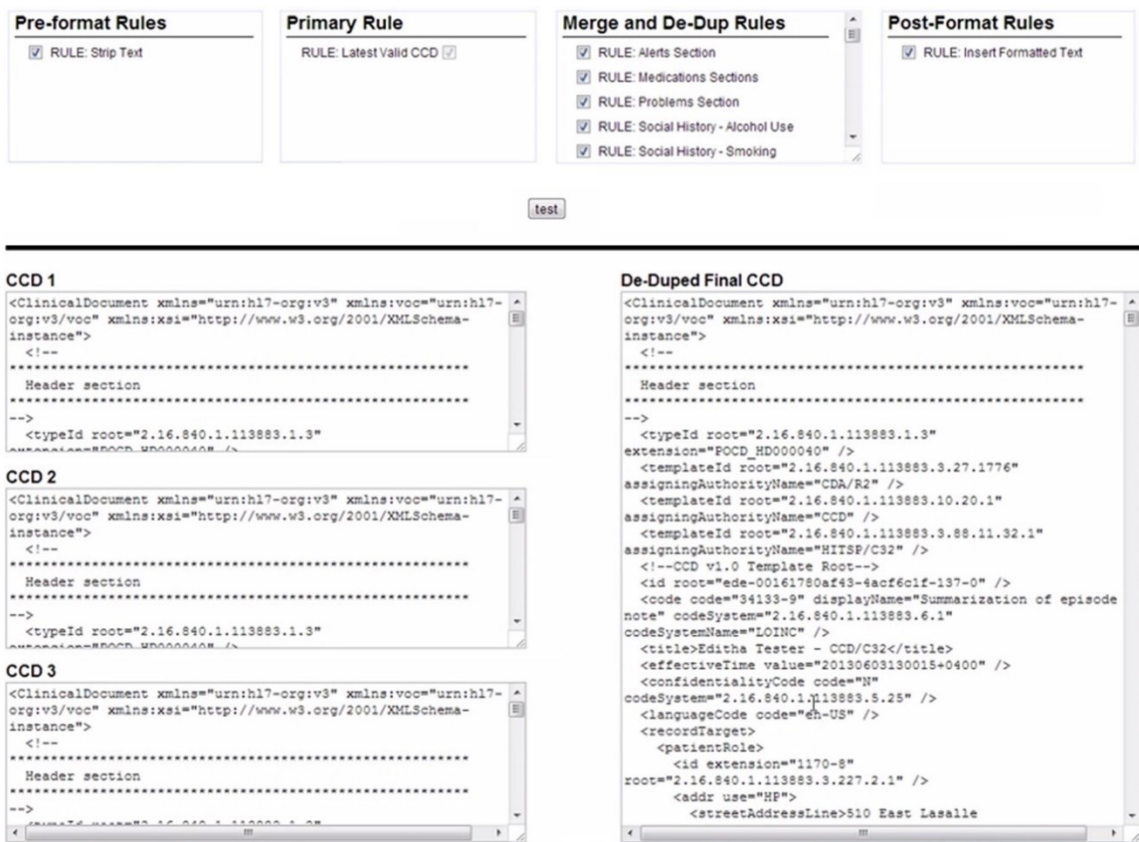 Pre-format Rules
RULE: Strip Text
Primary Rule
RULE: Latest Valid CCD
Merge and De-Dup Rules
RULE: Alerts Section
RULE: Medications Sections
RULE: Problems Section
RULE: Social History - Alcohol Use
RULE: Social History - Smoking
Post-Format Rules
RULE: Insert Formatted Text
test
CCD 1
<ClinicalDocument xmlns="urn:hl7-org:v3" xmlns:voc="urn:hl7-
org:v3/voc" xmlns:xsi="http://www.w3.org/2001/XMLSchema-
instance">
<!--
********************************************************
Header section
********************************************************
-->
<typeId root="2.16.840.1.113883.1.3"
extension="POCD_HD000040" />
CCD 2
<ClinicalDocument xmlns="urn:hl7-org:v3" xmlns:voc="urn:hl7-
org:v3/voc" xmlns:xsi="http://www.w3.org/2001/XMLSchema-
instance">
<!--
********************************************************
Header section
********************************************************
-->
<typeId root="2.16.840.1.113883.1.3"
extension="POCD_HD000040" />
CCD 3
<ClinicalDocument xmlns="urn:hl7-org:v3" xmlns:voc="urn:hl7-
org:v3/voc" xmlns:xsi="http://www.w3.org/2001/XMLSchema-
instance">
<!--
********************************************************
Header section
********************************************************
-->
De-Duped Final CCD
<ClinicalDocument xmlns="urn:hl7-org:v3" xmlns:voc="urn:hl7-
org:v3/voc" xmlns:xsi="http://www.w3.org/2001/XMLSchema-
instance">
<!--
********************************************************
Header section
********************************************************
-->
<typeId root="2.16.840.1.113883.1.3"
extension="POCD_HD000040" />
<templateId root="2.16.840.1.113883.3.27.1776"
assigningAuthorityName="CDA/R2" />
<templateId root="2.16.840.1.113883.10.20.1"
assigningAuthorityName="CCD" />
<templateId root="2.16.840.1.113883.3.88.11.32.1"
assigningAuthorityName="HITSP/C32" />
<!--CCD v1.0 Template Root-->
<id root="ede-00161780af43-4acf6c1f-137-0" />
<code code="34133-9" displayName="Summarization of episode
note" codeSystem="2.16.840.1.113883.6.1"
codeSystemName="LOINC" />
<title>Editha Tester - CCD/C32</title>
<effectiveTime value="20130603130015+0400" />
<confidentialityCode code="N"
codeSystem="2.16.840.1.113883.5.25" />
<languageCode code="en-US" />
<recordTarget>
<patientRole>
<id extension="1170-8"
root="2.16.840.1.113883.3.227.2.1" />
<addr use="HP">
<streetAddressLine>510 East Lasalle